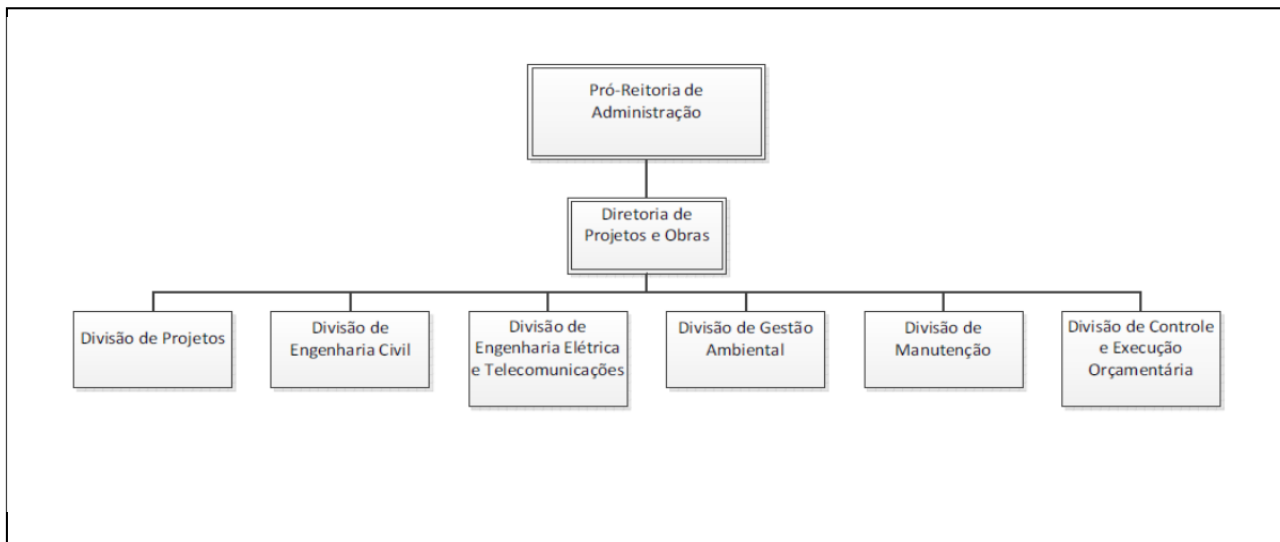 Pró-Reitoria de
Administração
Diretoria de
Projetos e Obras
Divisão de Projetos
Divisão de
Engenharia Civil
Divisão de
Engenharia Elétrica
e Telecomunicações
Divisão de Gestão
Ambiental
Divisão de
Manutenção
Divisão de Controle
e Execução
Orçamentária